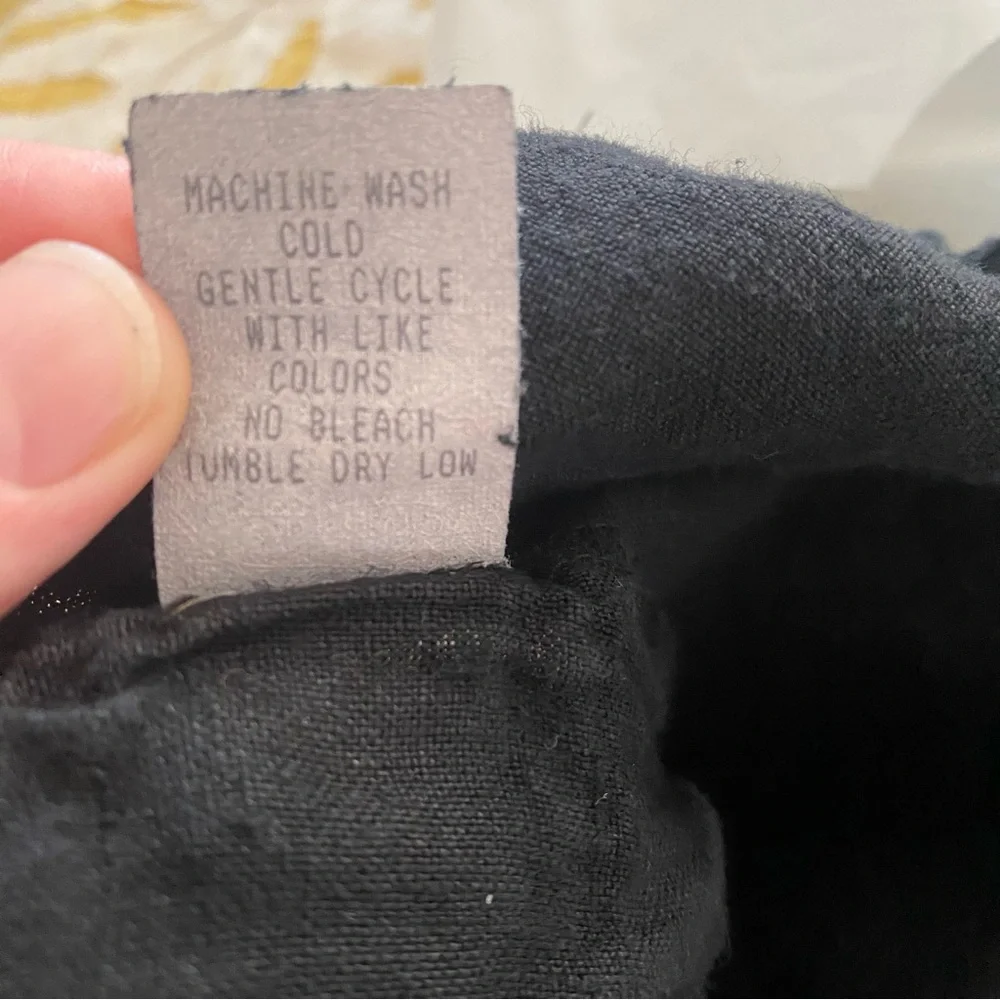 MACHINE WASH
COLD
GENTLE CYCLE
WITH LIKE
COLORS
NO BLEACH
TUMBLE DRY LOW